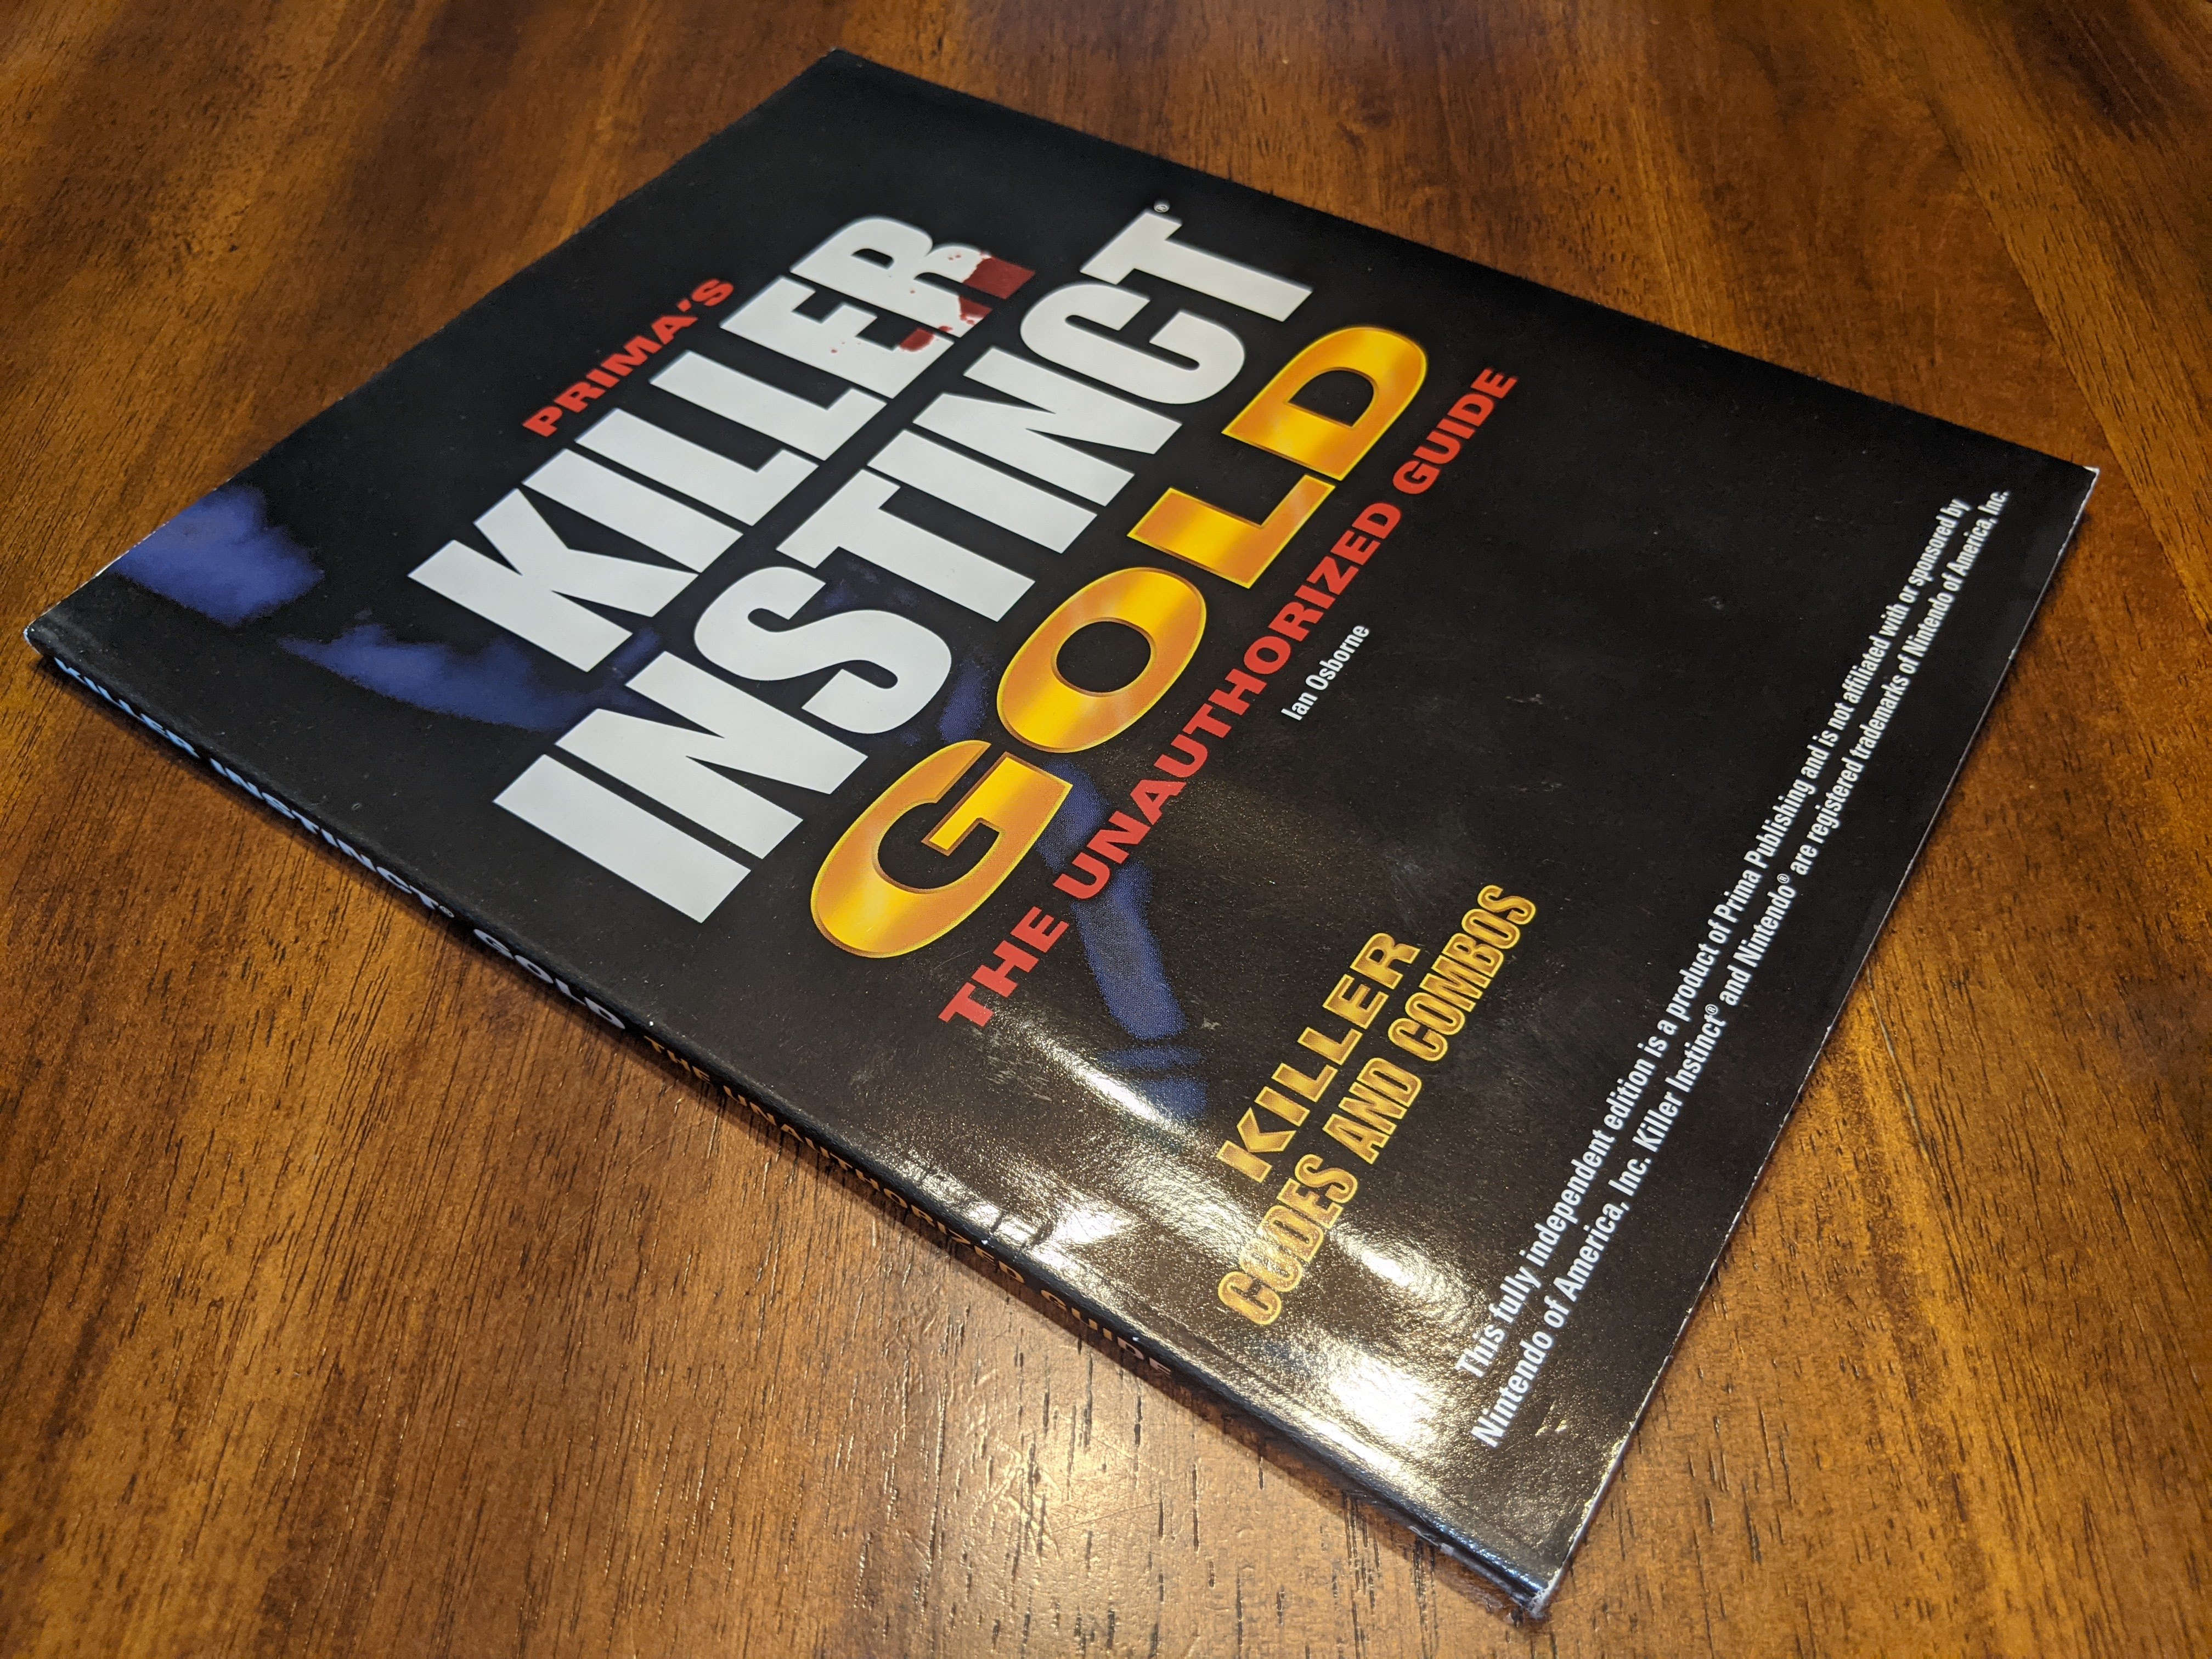 PRIMA'S
KILLER
INSTINCT®
GOLD
THE UNAUTHORIZED GUIDE
Ian Osborne
KILLER
CODES AND COMBOS
This fully independent edition is a product of Prima Publishing and is not affiliated with or sponsored by
Nintendo of America, Inc. Killer Instinct® and Nintendo® are registered trademarks of Nintendo of America, Inc.
KILLER INSTINCT® GOLD THE UNAUTHORIZED GUIDE